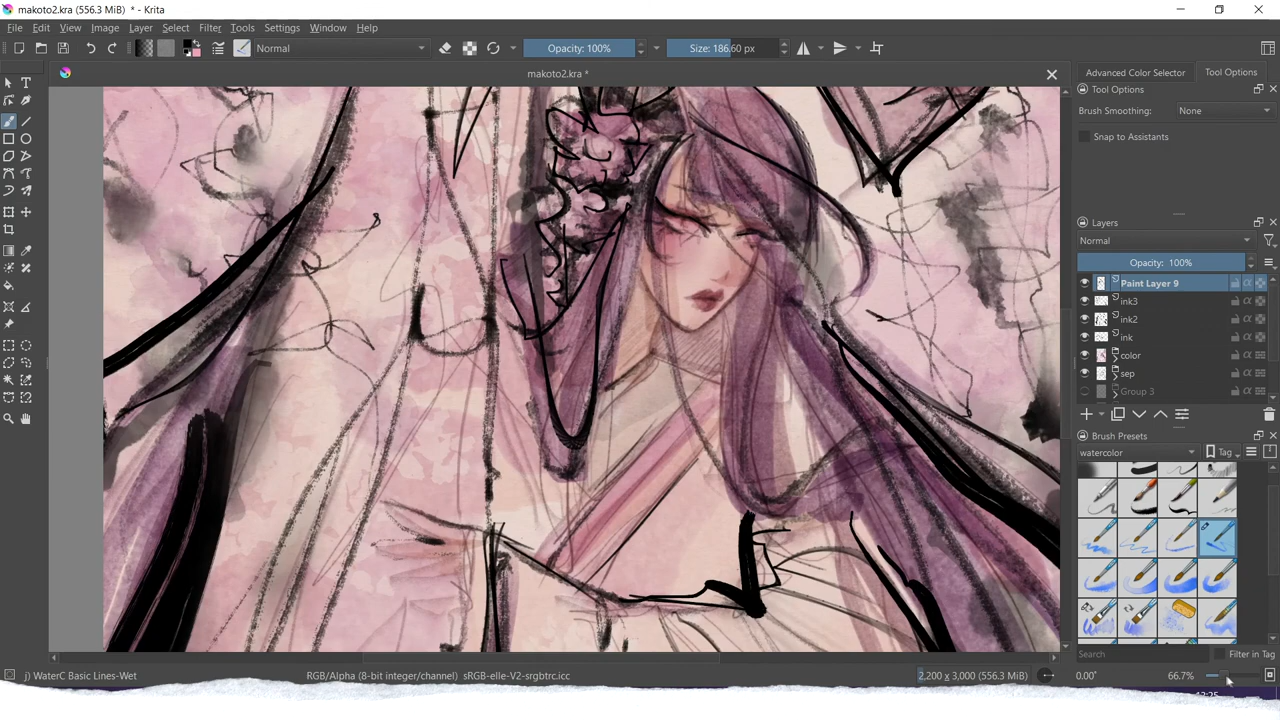 makoto2.kra (556.3 MiB) * - Krita
File Edit View Image Layer Select Filter Tools Settings Window Help
Normal Opacity: 100% Size: 186.60 px
makoto2.kra *
Advanced Color Selector Tool Options
Tool Options
Brush Smoothing: None
Snap to Assistants
Layers
Normal
Opacity: 100%
Paint Layer 9
ink3
ink2
ink
color
sep
Group 3
Brush Presets
watercolor Tag
Search Filter in Tag
j) WaterC Basic Lines-Wet RGB/Alpha (8-bit integer/channel) sRGB-elle-V2-srgbtrc.icc 2,200 x 3,000 (556.3 MiB) 0.00° 66.7%